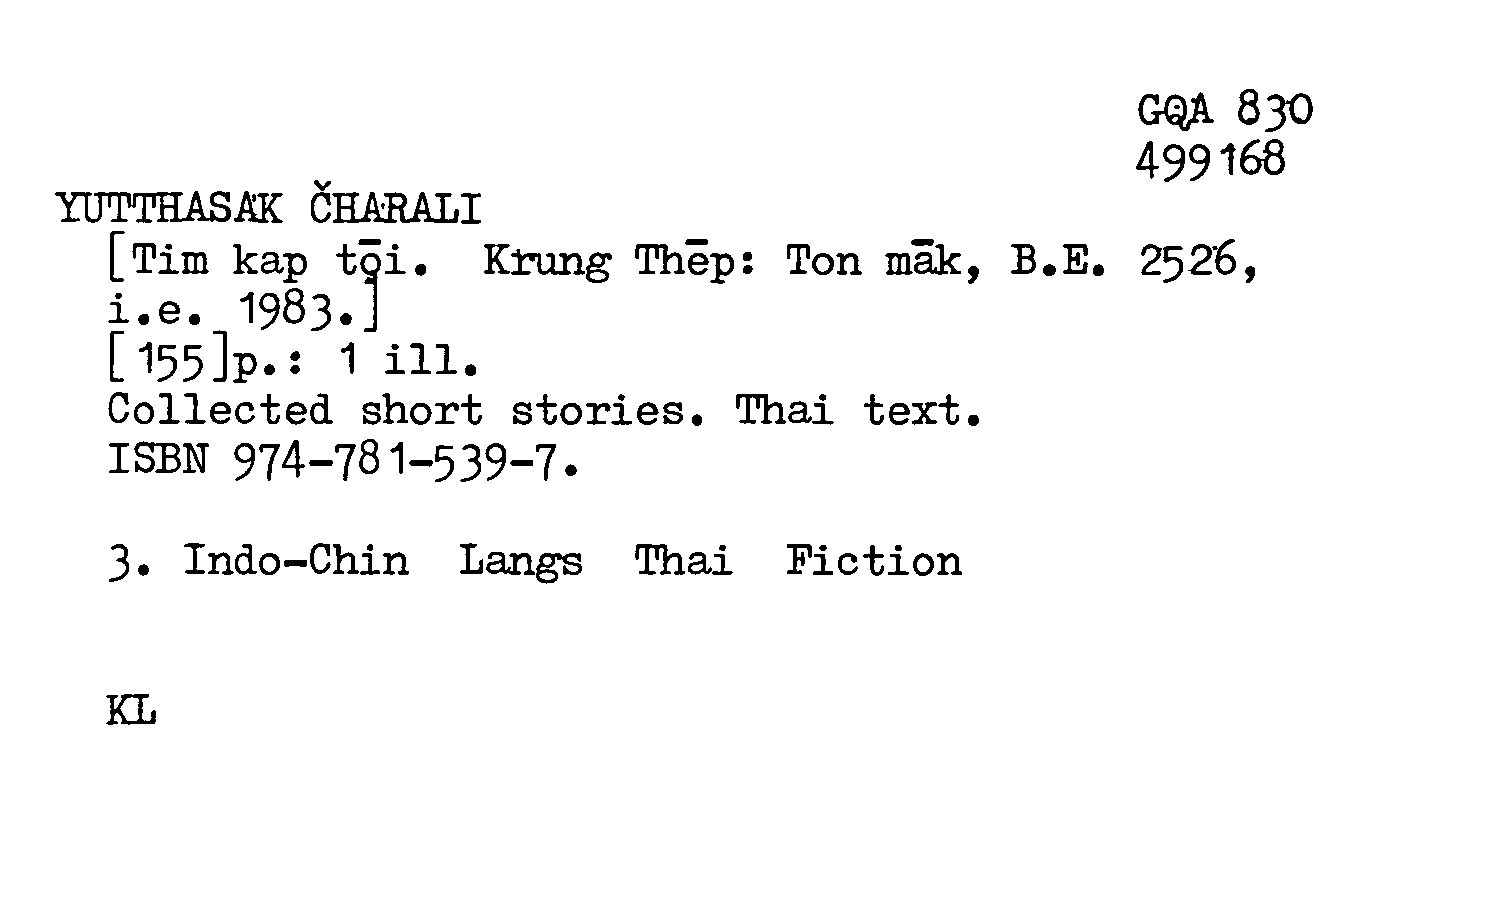 GQA 830
499168
YUTTHASAK ČHARALI
[Tim kap tǭi. Krung Thēp: Ton māk, B.E. 2526,
i.e. 1983.]
[155]p.: 1 ill.
Collected short stories. Thai text.
ISBN 974-781-539-7.
3. Indo-Chin Langs Thai Fiction
KL